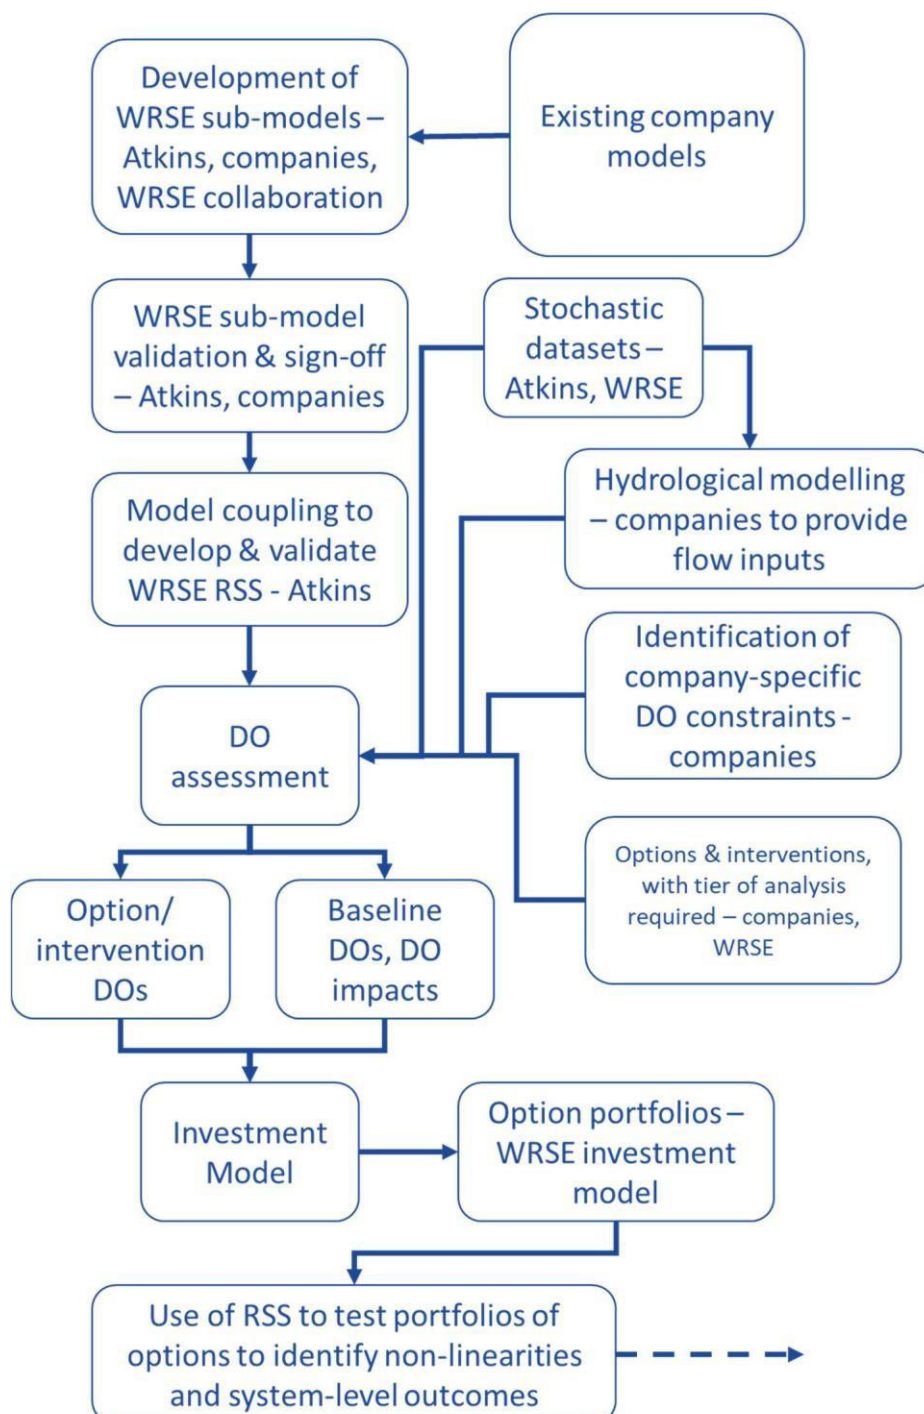 Development of
WRSE sub-models –
Atkins, companies,
WRSE collaboration
Existing company
models
WRSE sub-model
validation & sign-off
– Atkins, companies
Stochastic
datasets –
Atkins, WRSE
Model coupling to
develop & validate
WRSE RSS - Atkins
Hydrological modelling
– companies to provide
flow inputs
Identification of
company-specific
DO constraints -
companies
DO
assessment
Options & interventions,
with tier of analysis
required – companies,
WRSE
Option/
intervention
DOs
Baseline
DOs, DO
impacts
Investment
Model
Option portfolios –
WRSE investment
model
Use of RSS to test portfolios of
options to identify non-linearities
and system-level outcomes